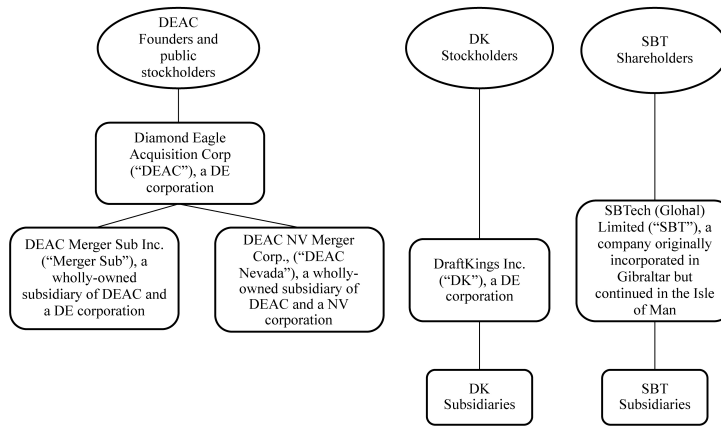 DEAC
Founders and
public
stockholders
DK
Stockholders
SBT
Shareholders
Diamond Eagle
Acquisition Corp
(“DEAC”), a DE
corporation
DEAC Merger Sub Inc.
(“Merger Sub”), a
wholly-owned
subsidiary of DEAC and
a DE corporation
DEAC NV Merger
Corp., (“DEAC
Nevada”), a wholly-
owned subsidiary of
DEAC and a NV
corporation
DraftKings Inc.
(“DK”), a DE
corporation
SBTech (Glohal)
Limited (“SBT”), a
company originally
incorporated in
Gibraltar but
continued in the Isle
of Man
DK
Subsidiaries
SBT
Subsidiaries